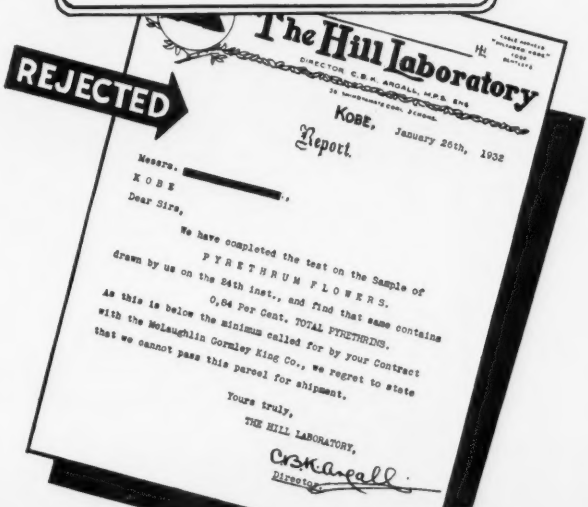 REJECTED
The Hill Laboratory
DIRECTOR, C. B. K. ARGALL, M.P.S. ENG
KOBE, January 26th, 1932
Report.
Messrs. .,
K O B E
Dear Sirs,
We have completed the test on the Sample of
P Y R E T H R U M F L O W E R S.
drawn by us on the 24th inst., and find that same contains
0,84 Per Cent. TOTAL PYRETHRINS.
As this is below the minimum called for by your Contract
with the McLaughlin Gormley King Co., we regret to state
that we cannot pass this parcel for shipment.
Yours truly,
THE HILL LABORATORY,
C.B.K. Argall
Director.